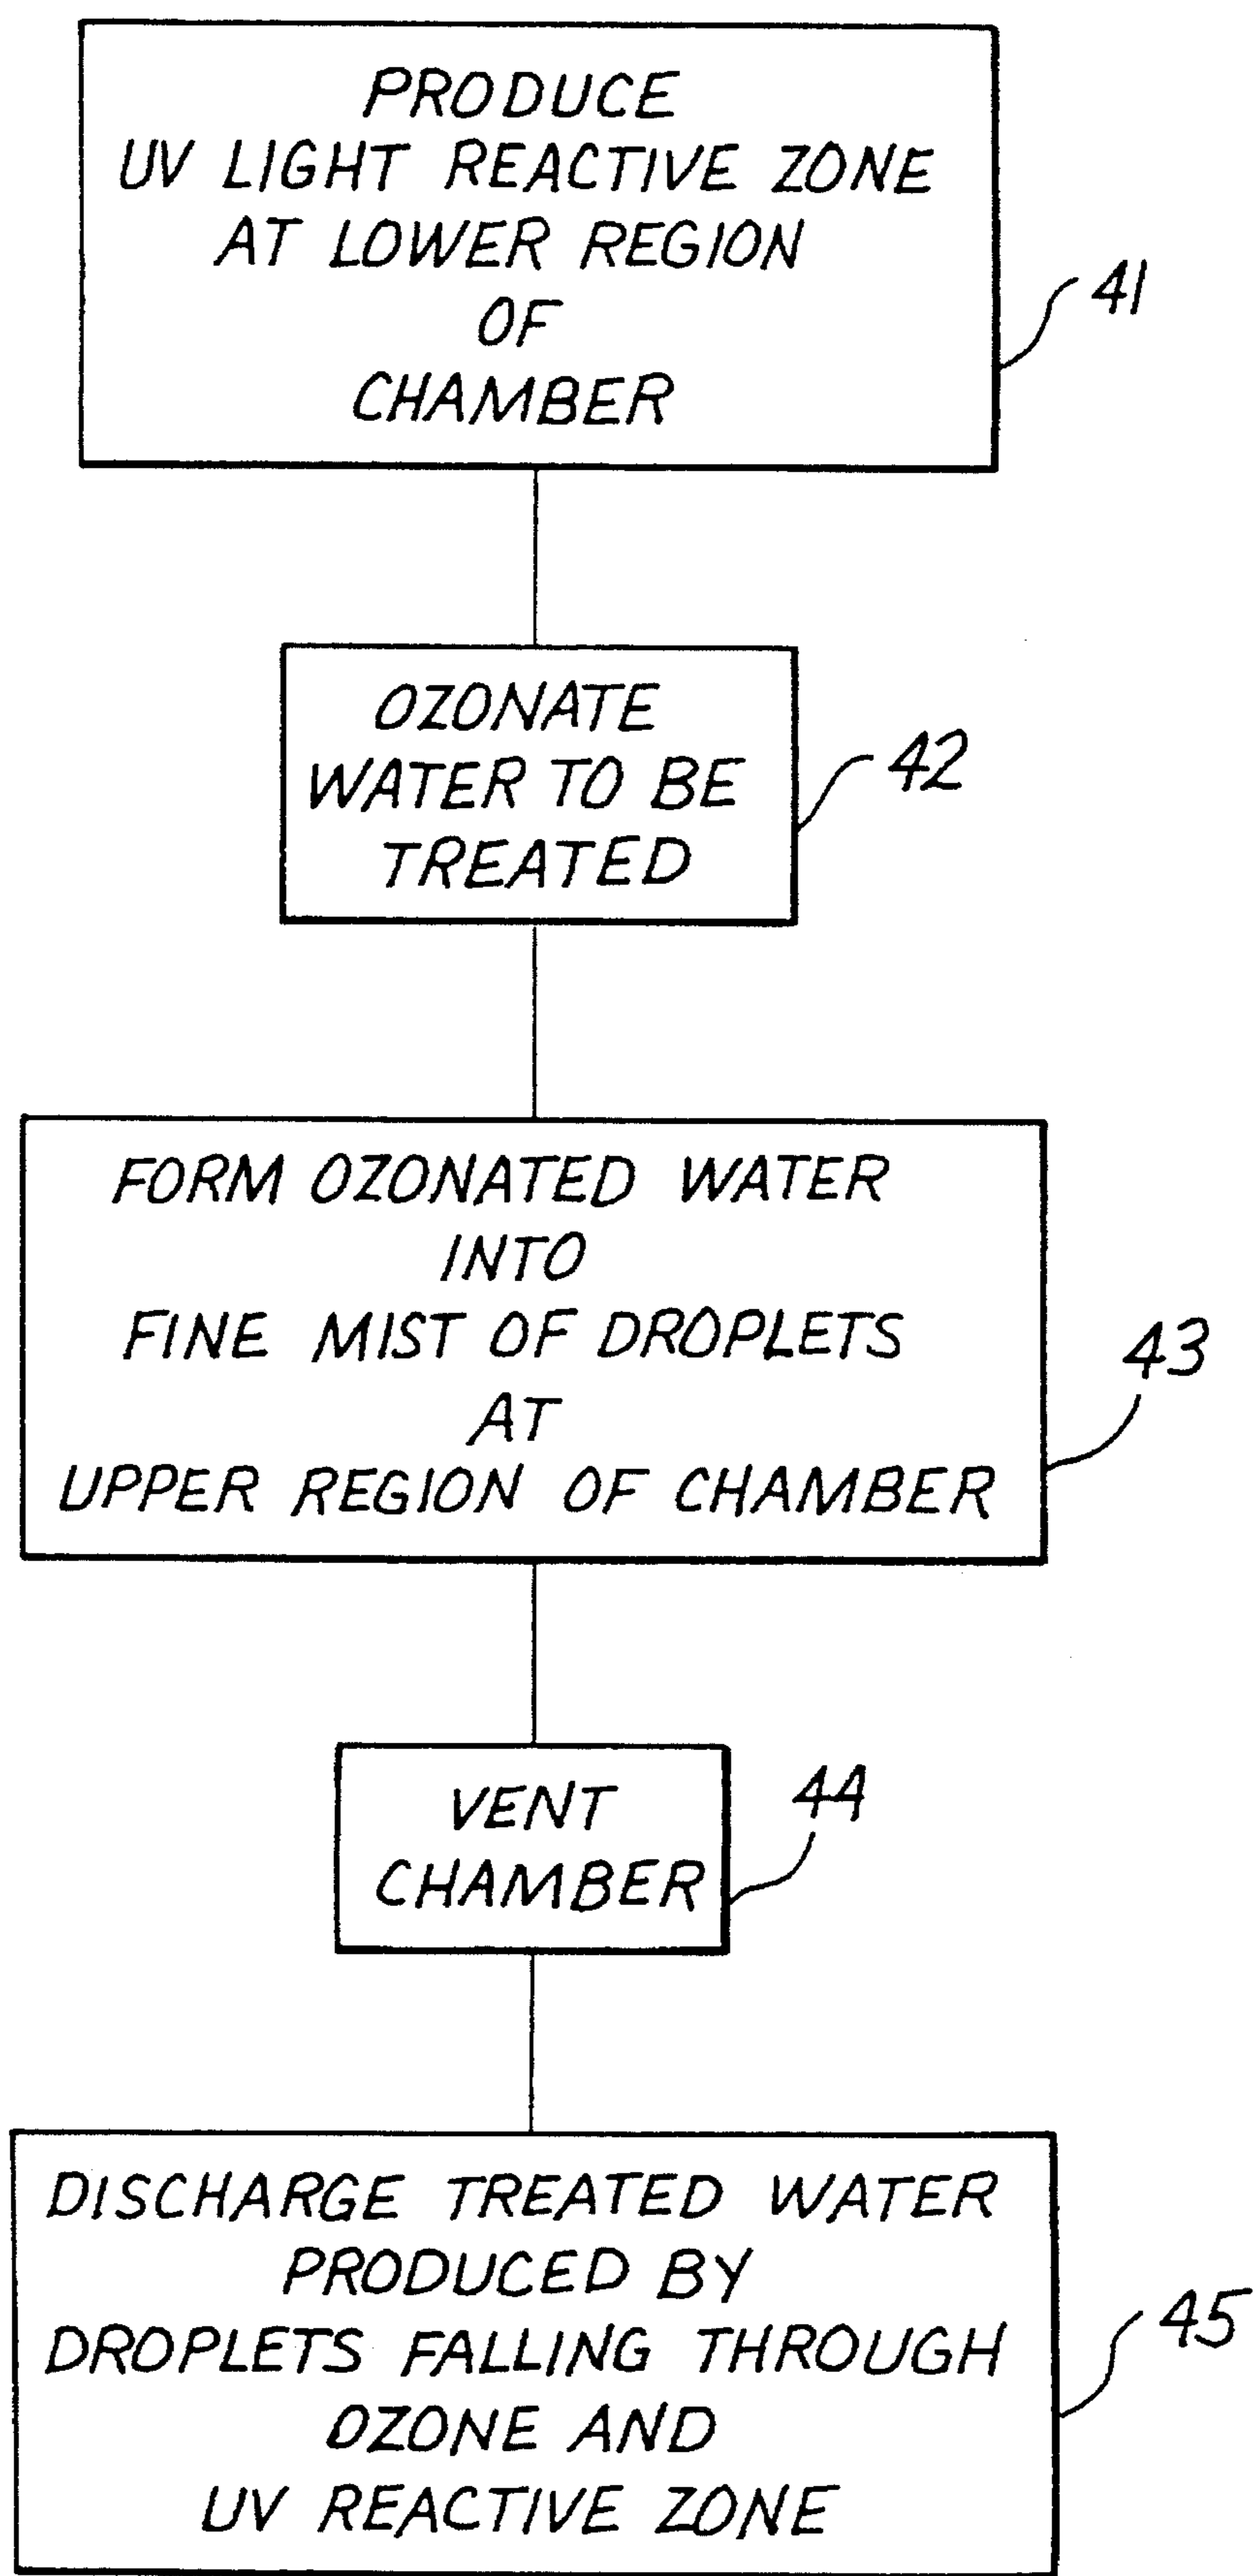 PRODUCE
UV LIGHT REACTIVE ZONE
AT LOWER REGION
OF
CHAMBER
41
OZONATE
WATER TO BE
TREATED
42
FORM OZONATED WATER
INTO
FINE MIST OF DROPLETS
AT
UPPER REGION OF CHAMBER
43
VENT
CHAMBER
44
DISCHARGE TREATED WATER
PRODUCED BY
DROPLETS FALLING THROUGH
OZONE AND
UV REACTIVE ZONE
45